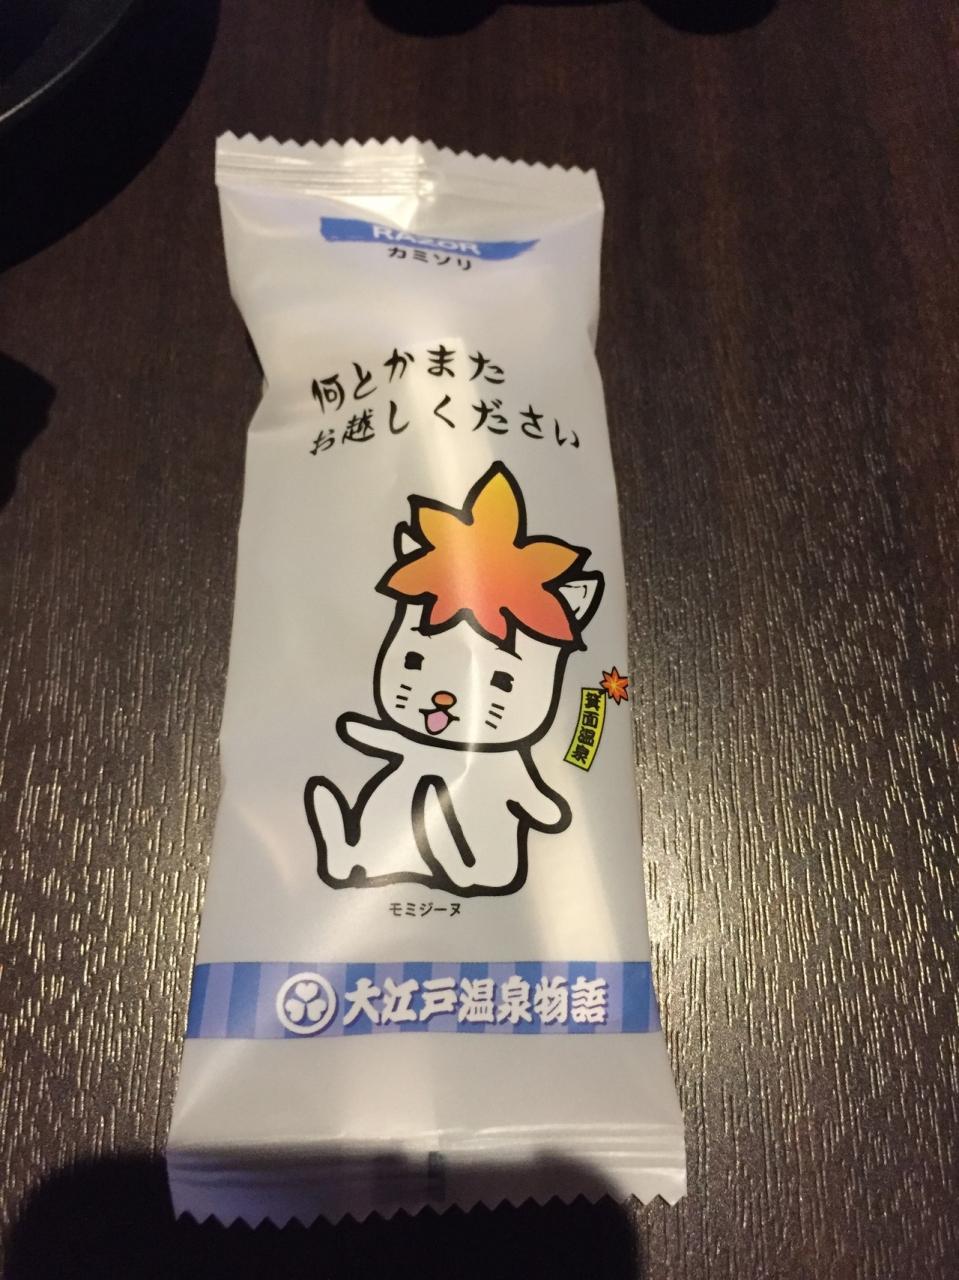 RAZOR
カミソリ
何とかまた
お越しください
箕面温泉
モミジーヌ
大江戸温泉物語